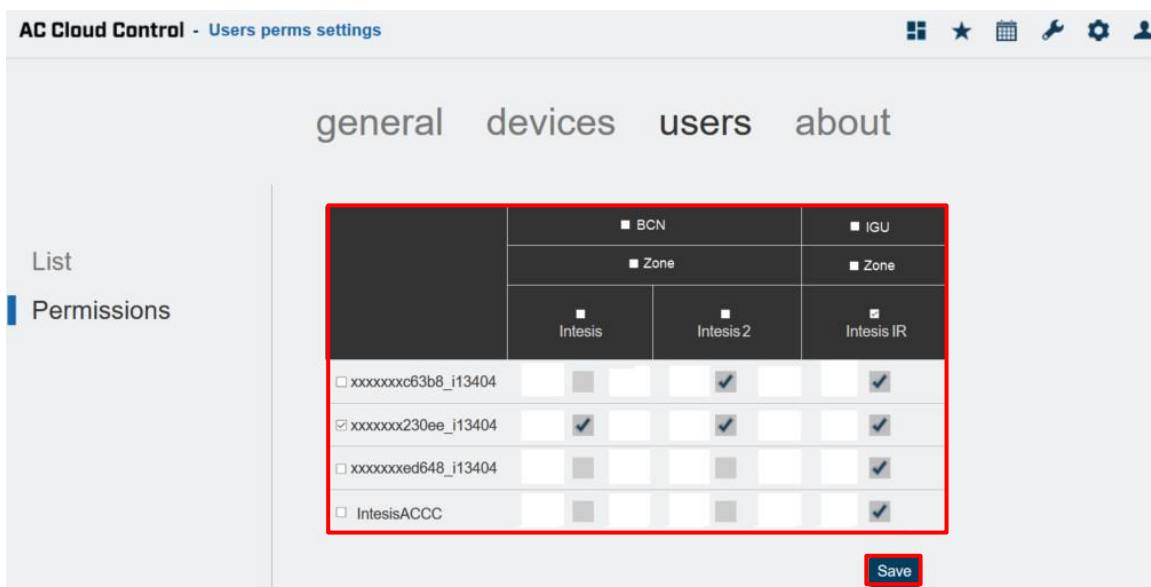 AC Cloud Control - Users perms settings
general devices users about
List
Permissions
BCN IGU
Zone Zone
Intesis Intesis 2 Intesis IR
xxxxxxxc63b8_i13404
xxxxxxx230ee_i13404
xxxxxxxed648_i13404
IntesisACCC
Save